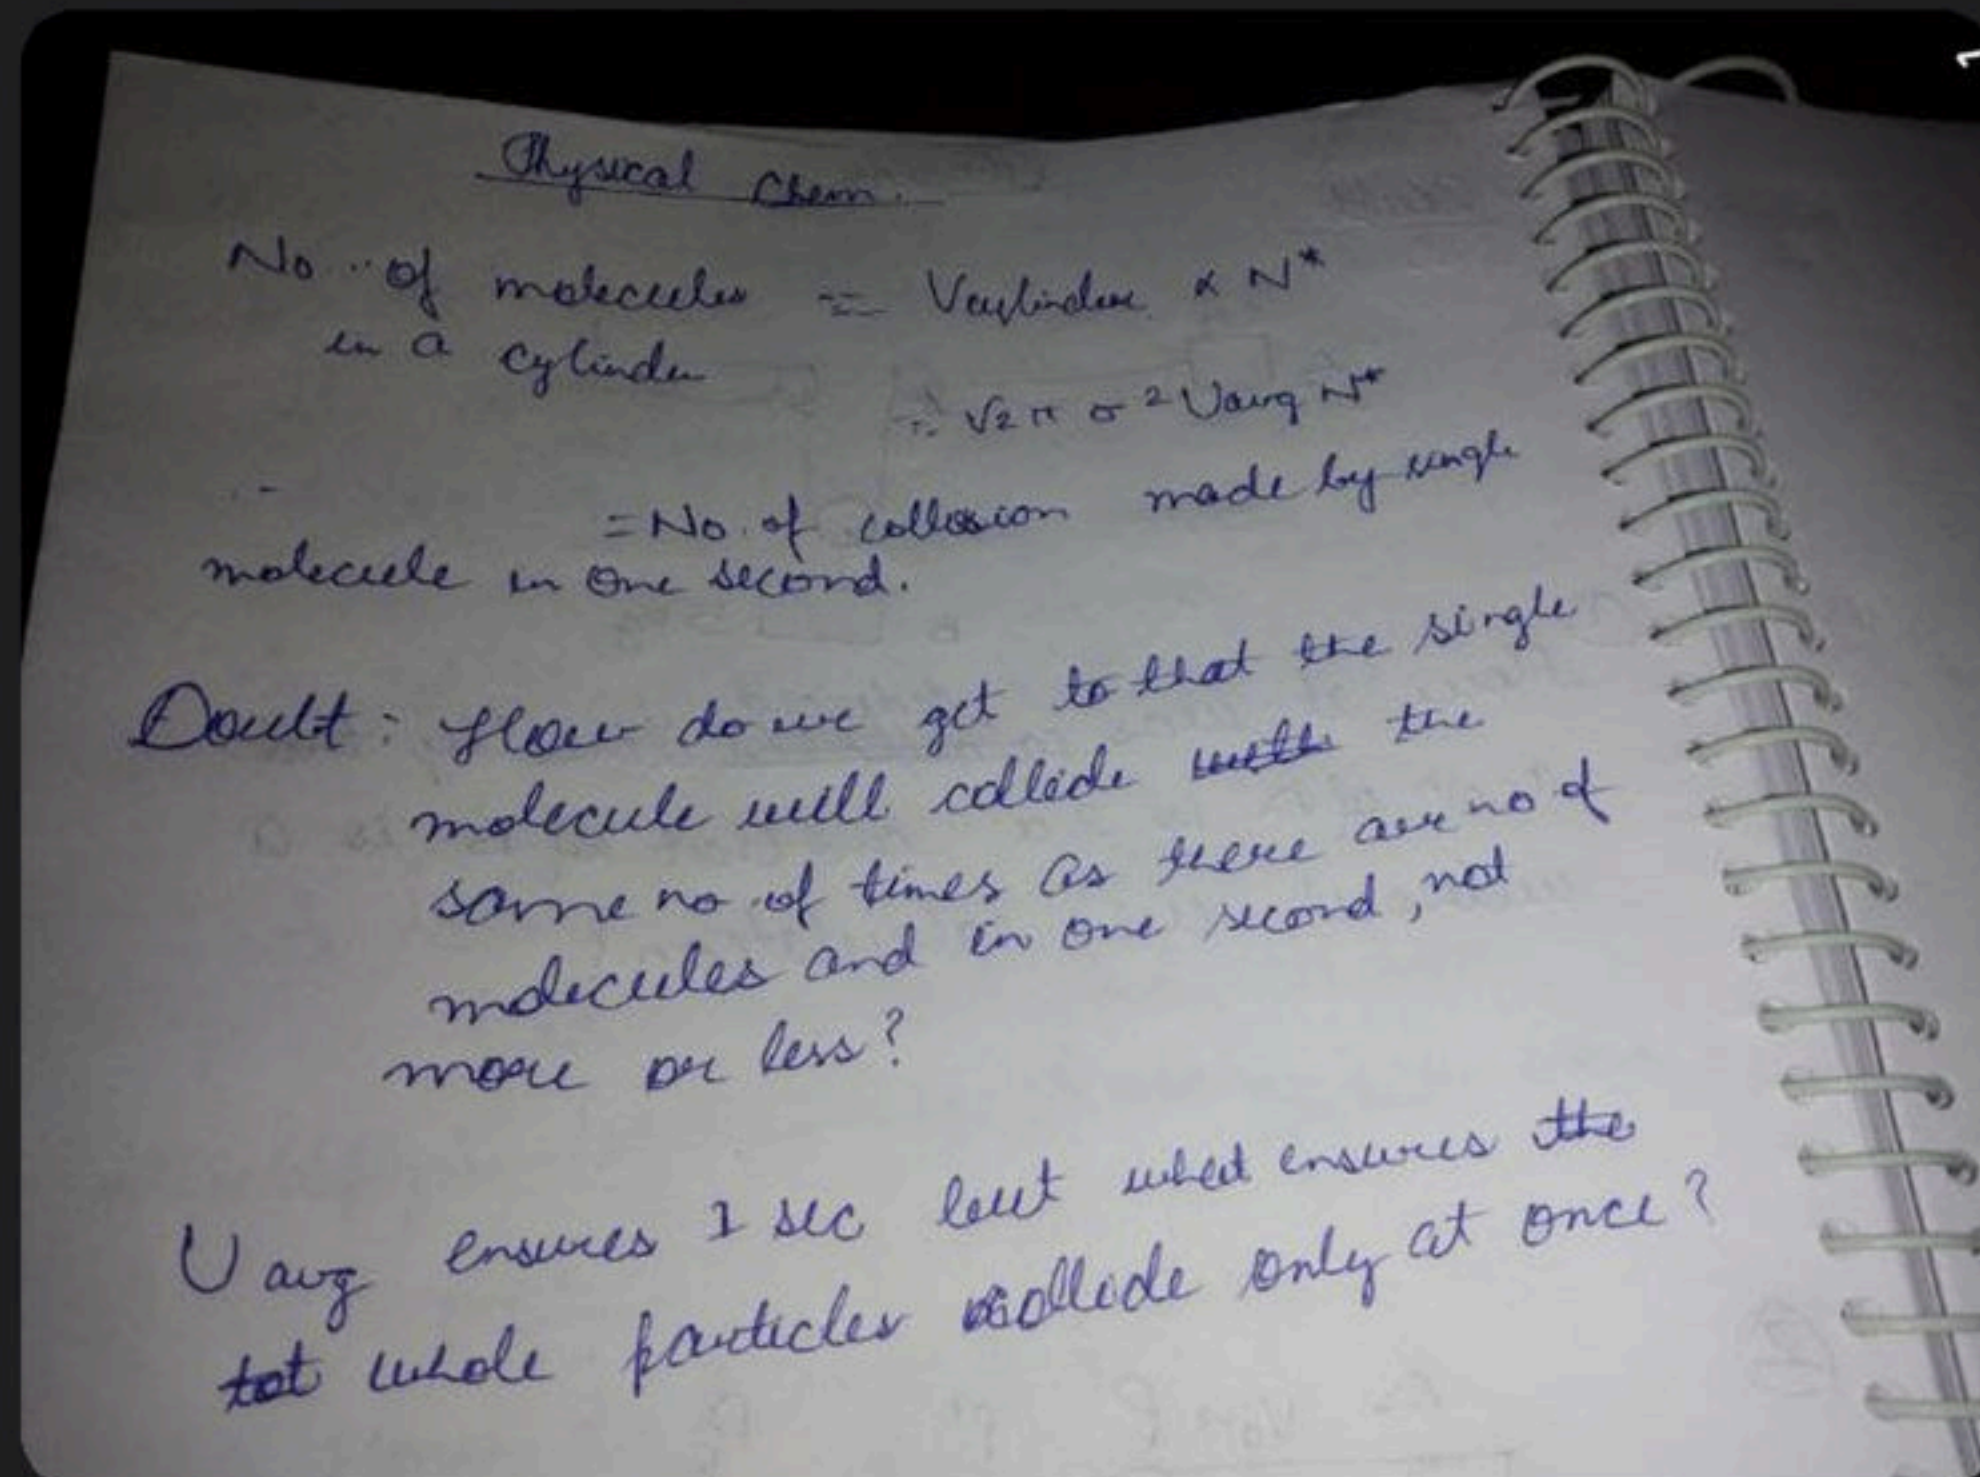 Physical Chem.
No. of molecules = Vcylinder x N*
in a cylinder
= √2 π σ² Uavg N*
= No. of collosion made by single
molecule in one second.
Doubt: How do we get to that the single
molecule will collide with the
same no. of times as there are no of
molecules and in one second, not
more or less?
Uavg ensures 1 sec but what ensures the
tot whole particles collide only at once?